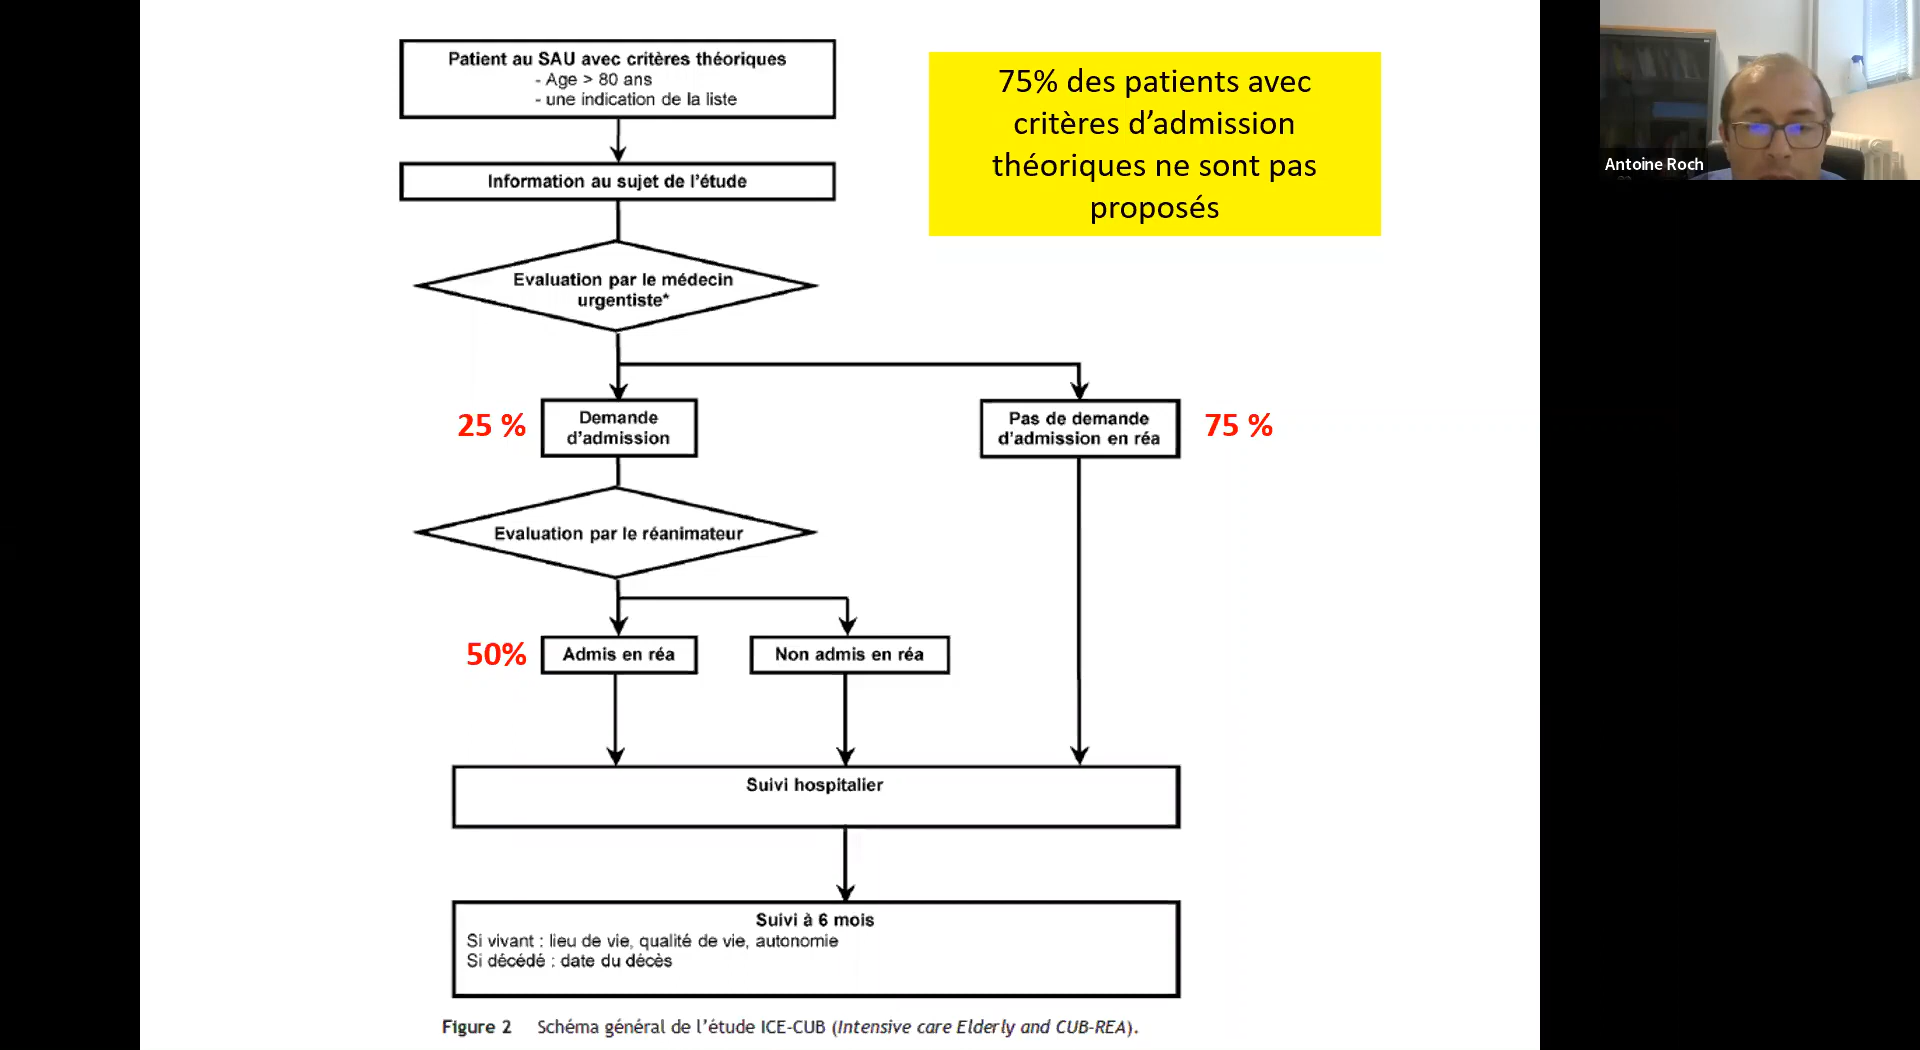 Patient au SAU avec critères théoriques
- Age > 80 ans
- une indication de la liste
75% des patients avec
critères d’admission
théoriques ne sont pas
proposés
Antoine Roch
Information au sujet de l’étude
Evaluation par le médecin
urgentiste*
25 %
Demande
d’admission
Pas de demande
d’admission en réa
75 %
Evaluation par le réanimateur
50%
Admis en réa
Non admis en réa
Suivi hospitalier
Suivi à 6 mois
Si vivant : lieu de vie, qualité de vie, autonomie
Si décédé : date du décès
Figure 2 Schéma général de l’étude ICE-CUB (Intensive care Elderly and CUB-REA).